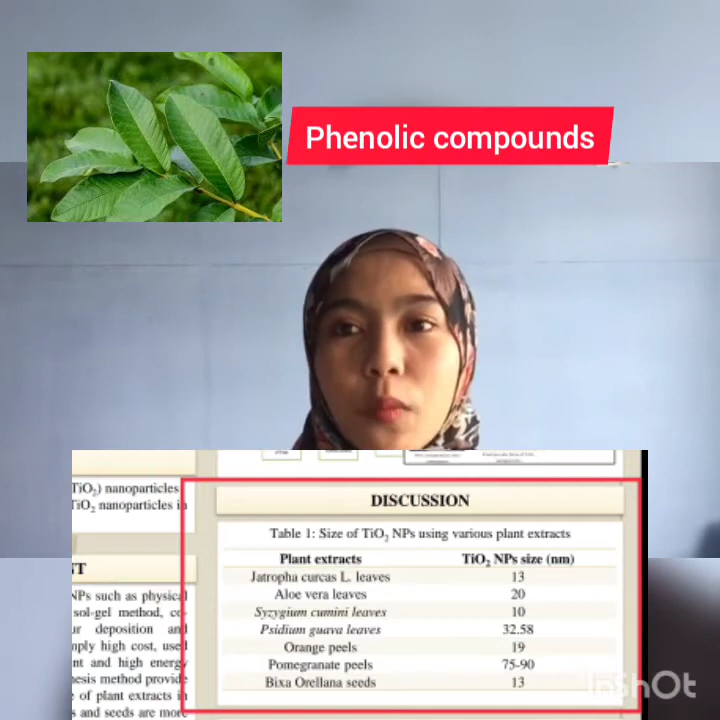 Phenolic compounds
TiO₂) nanoparticles
TiO₂ nanoparticles in
NPs such as physical
sol-gel method, co-
deposition and
high cost, used
and high energy
method provide
of plant extracts in
and seeds are more
DISCUSSION
Table 1: Size of TiO₂ NPs using various plant extracts
Plant extracts TiO₂ NPs size (nm)
Jatropha curcas L. leaves 13
Aloe vera leaves 20
Syzygium cumini leaves 10
Psidium guava leaves 32.58
Orange peels 19
Pomegranate peels 75-90
Bixa Orellana seeds 13
InShOt